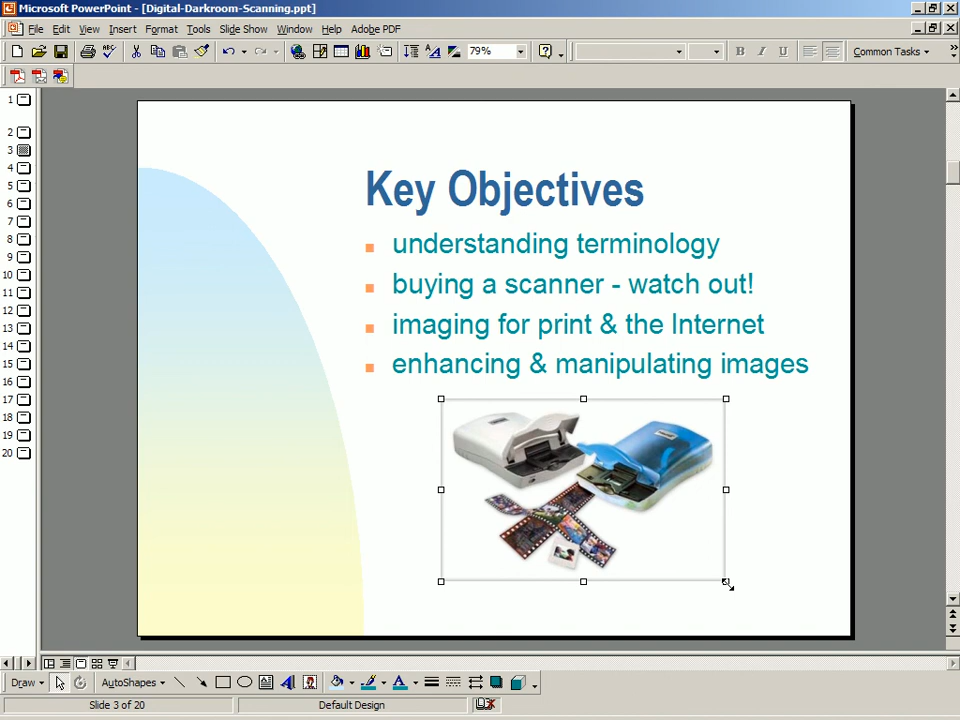 Microsoft PowerPoint - [Digital-Darkroom-Scanning.ppt]
File Edit View Insert Format Tools Slide Show Window Help Adobe PDF
79% B I U Common Tasks
1
2
3
4
5
6
7
8
9
10
11
12
13
14
15
16
17
18
19
20
Key Objectives
understanding terminology
buying a scanner - watch out!
imaging for print & the Internet
enhancing & manipulating images
Draw AutoShapes
Slide 3 of 20 Default Design